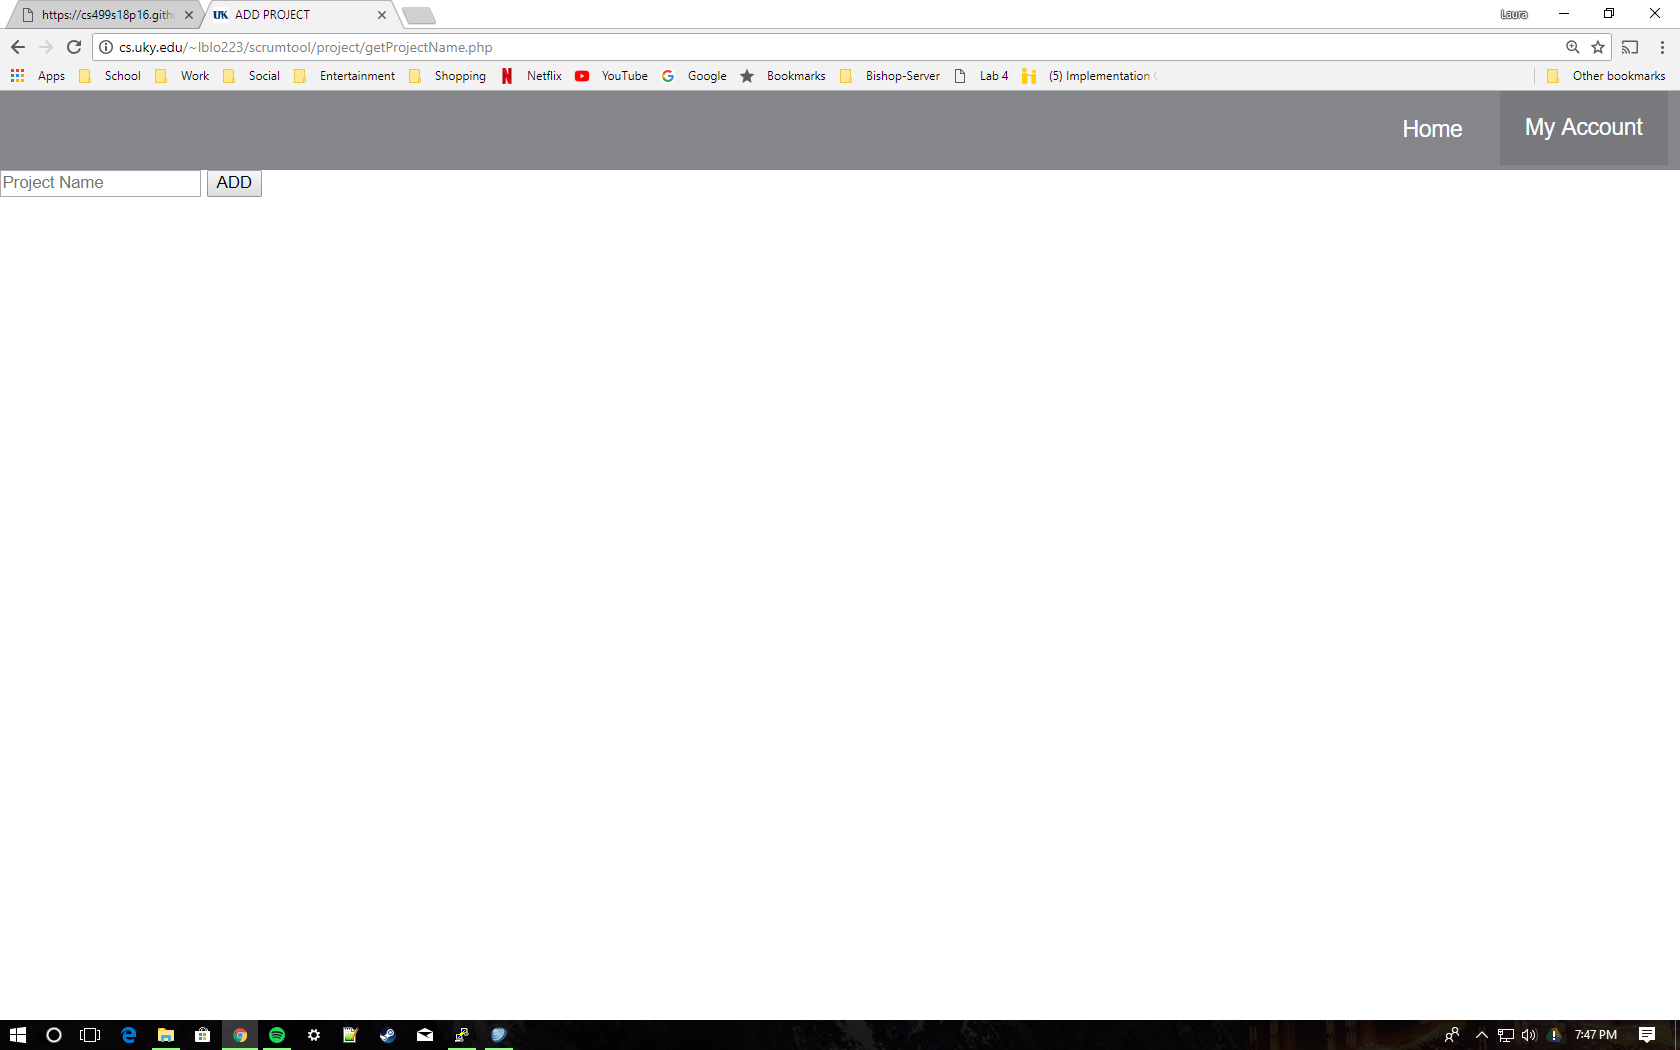 https://cs499s18p16.gith
UK ADD PROJECT
Laura
cs.uky.edu/~lblo223/scrumtool/project/getProjectName.php
Apps School Work Social Entertainment Shopping Netflix YouTube Google Bookmarks Bishop-Server Lab 4 (5) Implementation Other bookmarks
Home My Account
Project Name ADD
7:47 PM